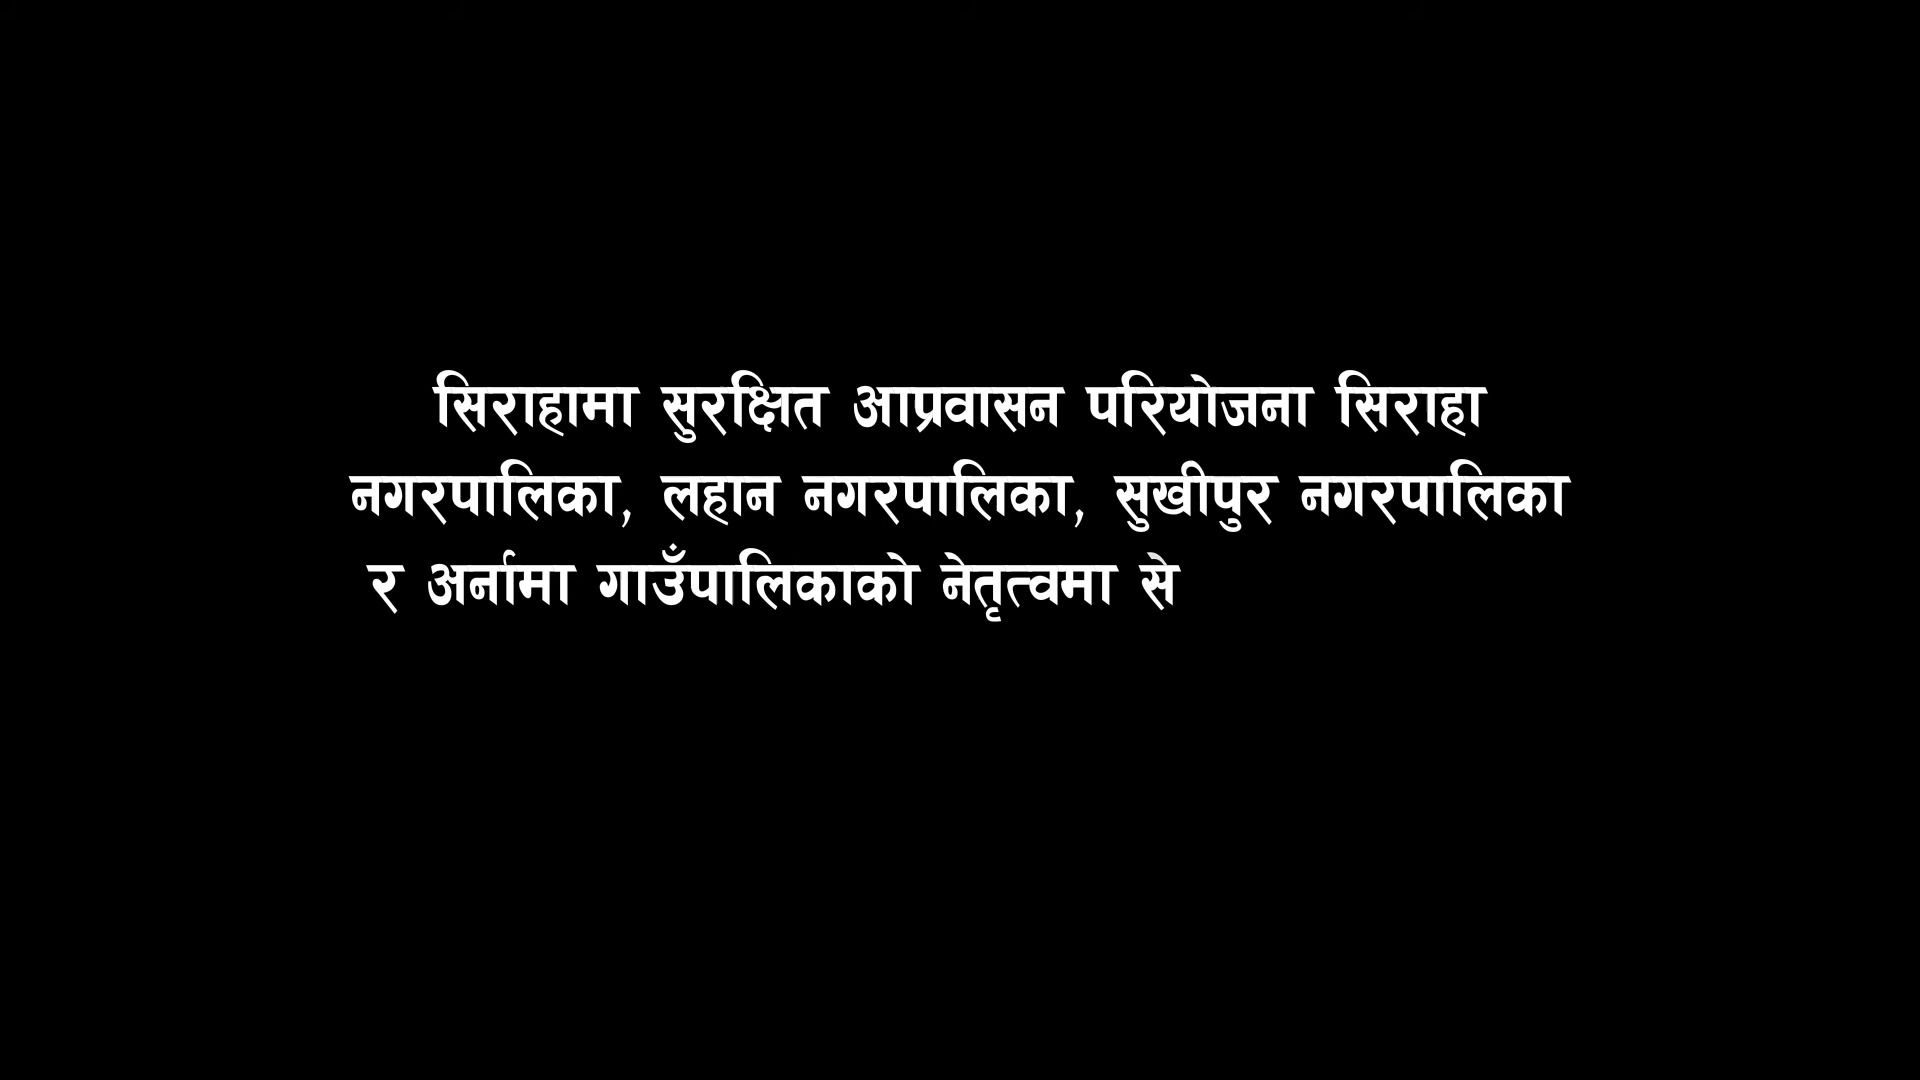 सिराहामा सुरक्षित आप्रवासन परियोजना सिराहा
नगरपालिका, लहान नगरपालिका, सुखीपुर नगरपालिका
र अर्नामा गाउँपालिकाको नेतृत्वमा से